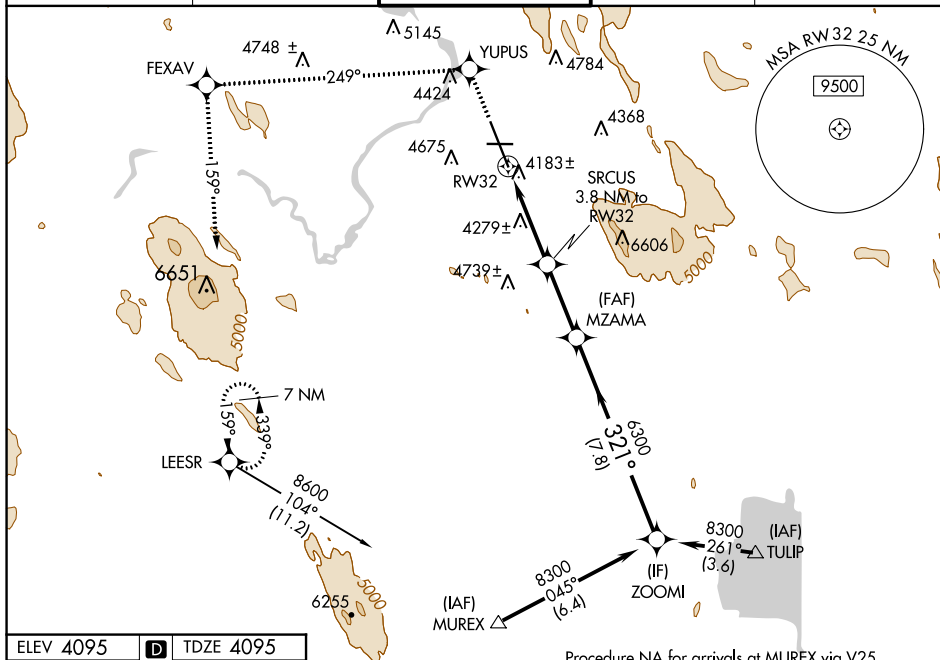 5145
4748 ±
YUPUS
MSA RW 32 25 NM
FEXAV
249°
4424
4784
9500
4368
4675
159°
RW32
4183±
SRCUS
3.8 NM to
RW32
4279±
6606
5000
6651
4739±
(FAF)
MZAMA
5000
7 NM
159°
339°
6300
321°
(7.8)
LEESR
8600
104°
(11.2)
8300
261°
(3.6)
(IAF)
TULIP
(IF)
ZOOMI
5000
8300
045°
(6.4)
6255
(IAF)
MUREX
ELEV 4095 D TDZE 4095
Procedure NA for arrivals at MUREX via V25